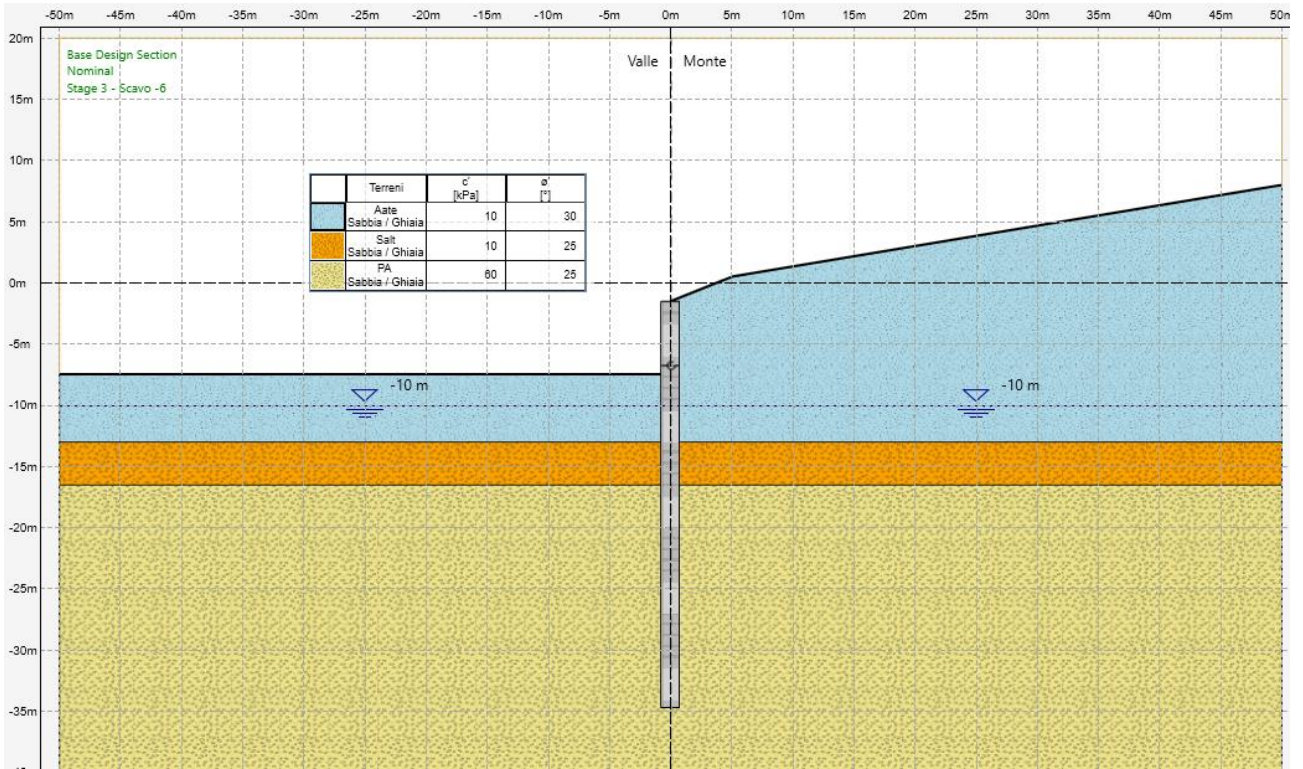 -50m -45m -40m -35m -30m -25m -20m -15m -10m -5m 0m 5m 10m 15m 20m 25m 30m 35m 40m 45m 50m
20m
Base Design Section
Nominal
Stage 3 - Scavo -6
Valle Monte
15m
10m
Terreni c' [kPa] ø' [°]
Aate
Sabbia / Ghiaia 10 30
Salt
Sabbia / Ghiaia 10 25
PA
Sabbia / Ghiaia 60 25
5m
0m
-5m
-10 m -10 m
-10m
-15m
-20m
-25m
-30m
-35m